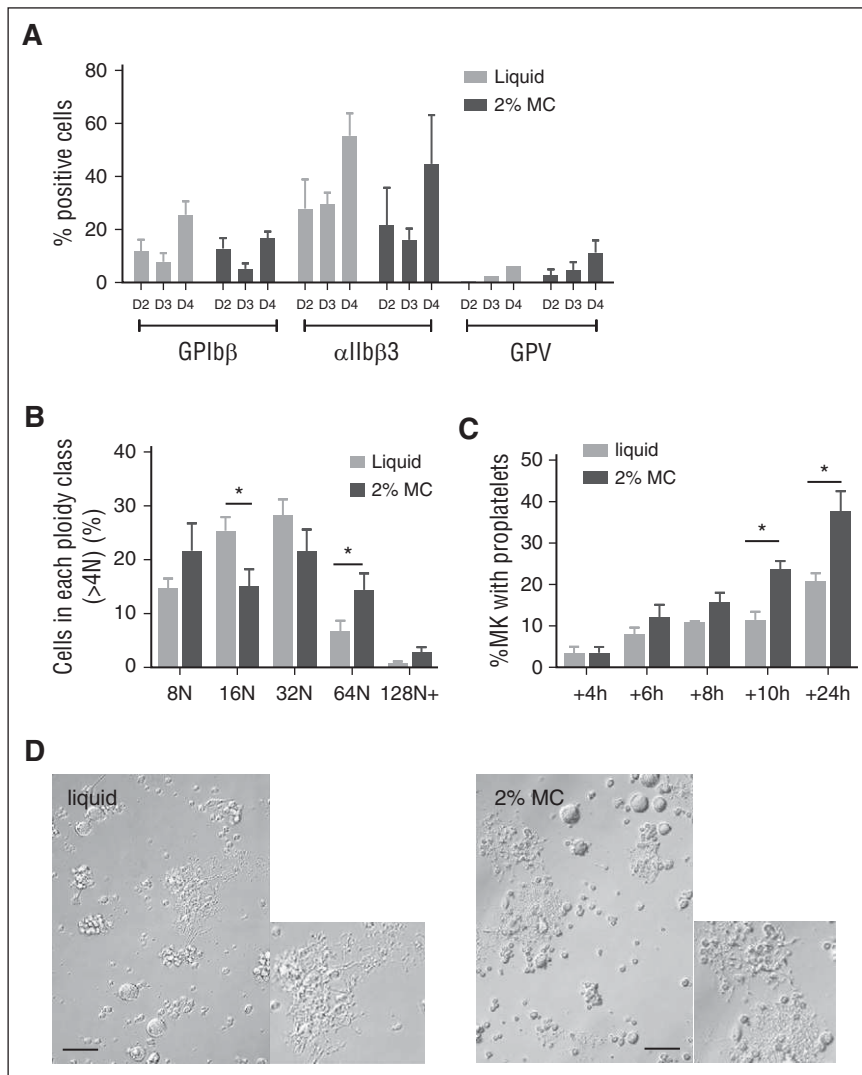 A
80
60
40
20
0
% positive cells
Liquid
2% MC
D2 D3 D4 D2 D3 D4 D2 D3 D4 D2 D3 D4 D2 D3 D4 D2 D3 D4
GPIbβ αIIbβ3 GPV
B
40
30
20
10
0
Cells in each ploidy class
(>4N) (%)
Liquid
2% MC
* *
8N 16N 32N 64N 128N+
C
50
40
30
20
10
0
%MK with proplatelets
liquid
2% MC
* *
+4h +6h +8h +10h +24h
D
liquid
2% MC